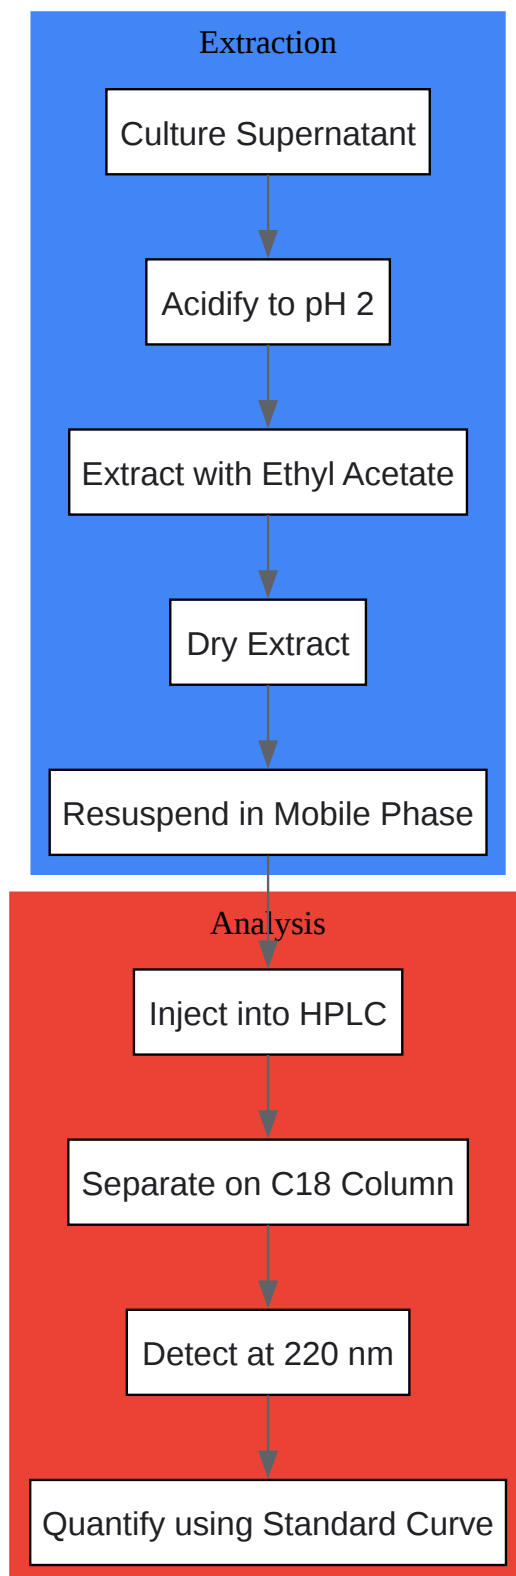 Extraction
Culture Supernatant
Acidify to pH 2
Extract with Ethyl Acetate
Dry Extract
Resuspend in Mobile Phase
Analysis
Inject into HPLC
Separate on C18 Column
Detect at 220 nm
Quantify using Standard Curve